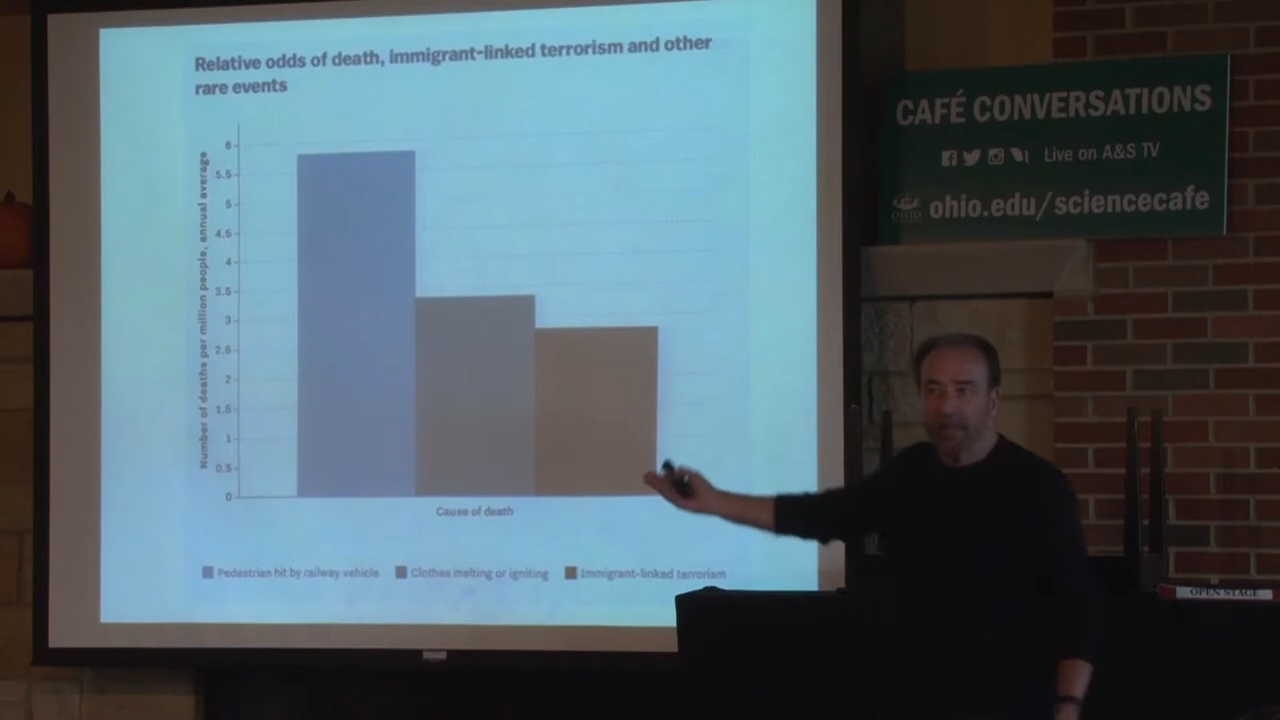 Relative odds of death, immigrant-linked terrorism and other
rare events
Number of deaths per million people, annual average
6
5.5
5
4.5
4
3.5
3
2.5
2
1.5
1
0.5
0
Cause of death
Pedestrian hit by railway vehicle
Clothes melting or igniting
Immigrant-linked terrorism
CAFÉ CONVERSATIONS
Live on A&S TV
OHIO
ohio.edu/sciencecafe
OPEN STAGE